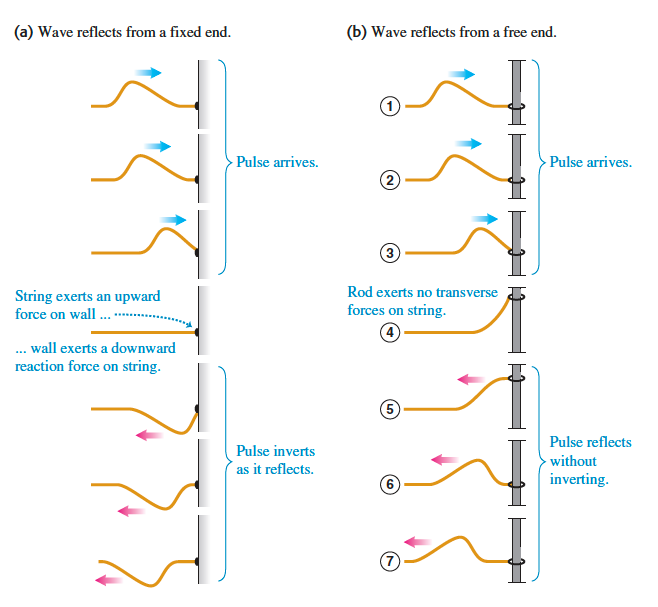 (a) Wave reflects from a fixed end.
Pulse arrives.
String exerts an upward
force on wall ...
... wall exerts a downward
reaction force on string.
Pulse inverts
as it reflects.
(b) Wave reflects from a free end.
1
2
Pulse arrives.
3
Rod exerts no transverse
forces on string.
4
5
Pulse reflects
without
inverting.
6
7